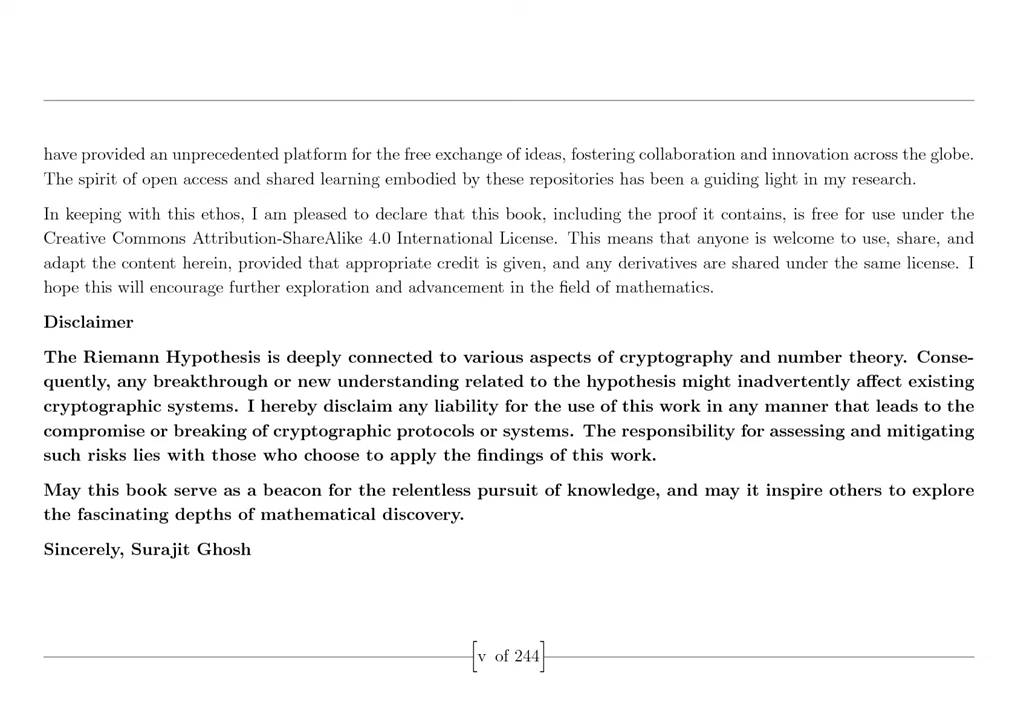 have provided an unprecedented platform for the free exchange of ideas, fostering collaboration and innovation across the globe.
The spirit of open access and shared learning embodied by these repositories has been a guiding light in my research.
In keeping with this ethos, I am pleased to declare that this book, including the proof it contains, is free for use under the
Creative Commons Attribution-ShareAlike 4.0 International License. This means that anyone is welcome to use, share, and
adapt the content herein, provided that appropriate credit is given, and any derivatives are shared under the same license. I
hope this will encourage further exploration and advancement in the field of mathematics.
Disclaimer
The Riemann Hypothesis is deeply connected to various aspects of cryptography and number theory. Conse-
quently, any breakthrough or new understanding related to the hypothesis might inadvertently affect existing
cryptographic systems. I hereby disclaim any liability for the use of this work in any manner that leads to the
compromise or breaking of cryptographic protocols or systems. The responsibility for assessing and mitigating
such risks lies with those who choose to apply the findings of this work.
May this book serve as a beacon for the relentless pursuit of knowledge, and may it inspire others to explore
the fascinating depths of mathematical discovery.
Sincerely, Surajit Ghosh
[v of 244]